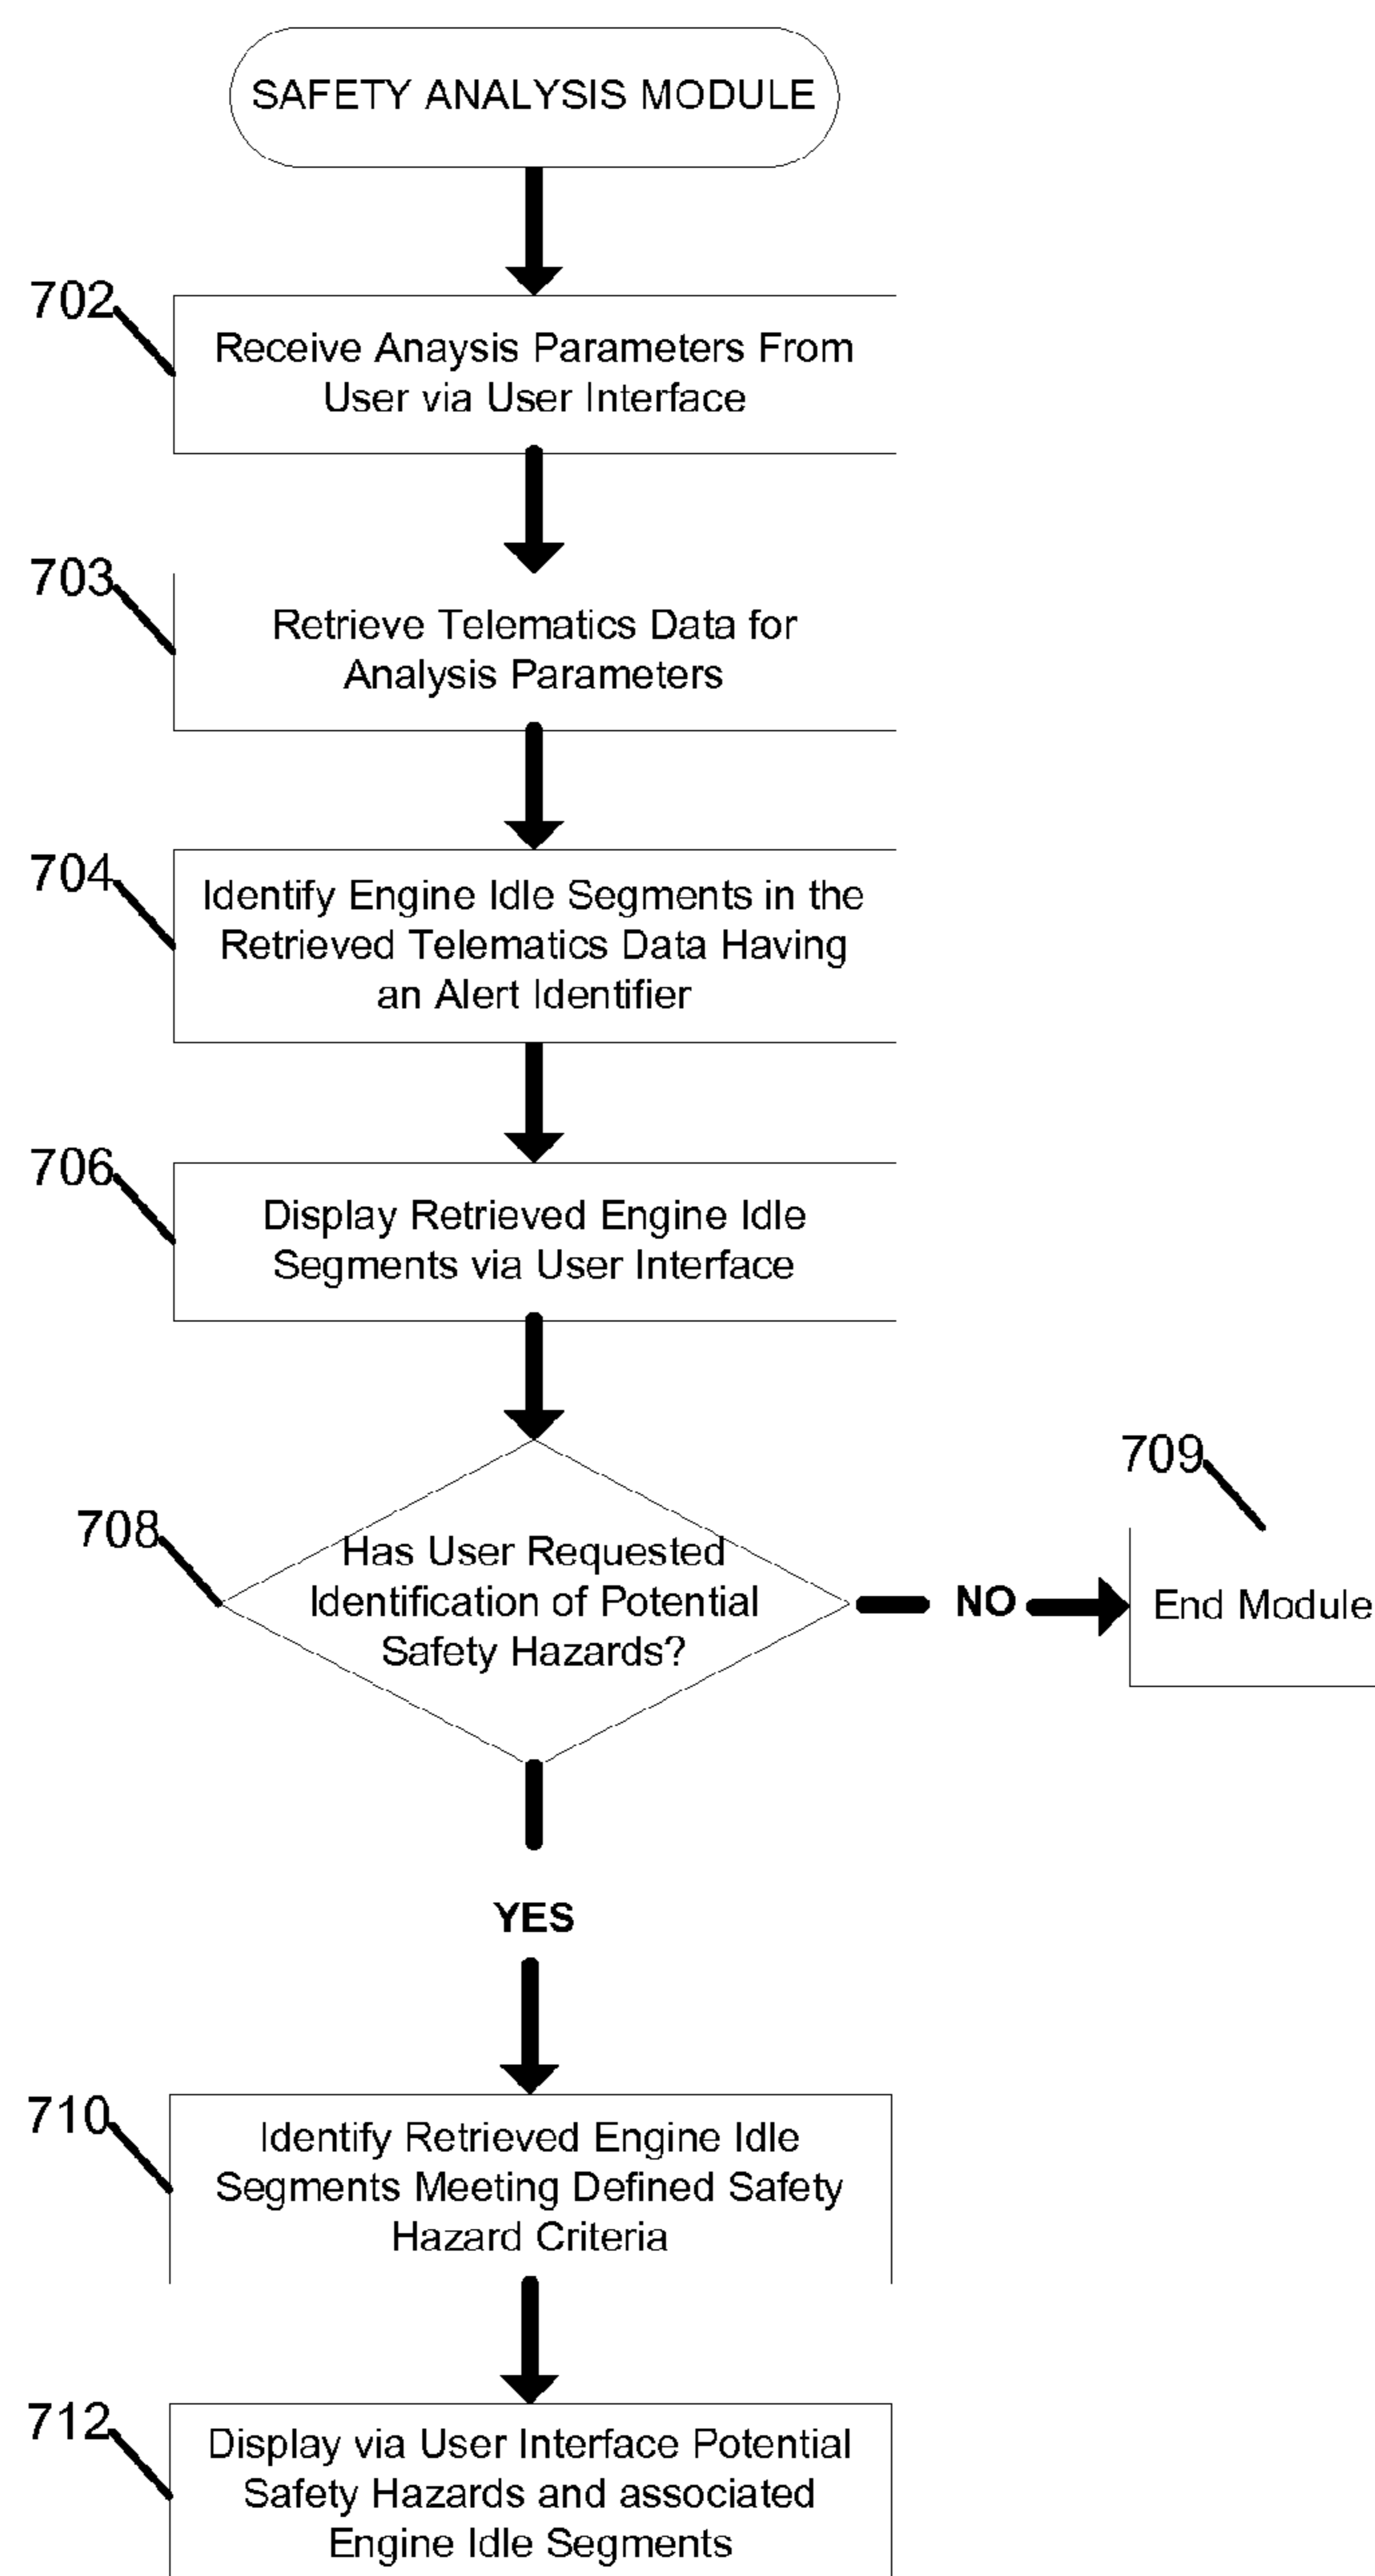 SAFETY ANALYSIS MODULE
702
Receive Anaysis Parameters From
User via User Interface
703
Retrieve Telematics Data for
Analysis Parameters
704
Identify Engine Idle Segments in the
Retrieved Telematics Data Having
an Alert Identifier
706
Display Retrieved Engine Idle
Segments via User Interface
708
Has User Requested
Identification of Potential
Safety Hazards?
NO
709
End Module
YES
710
Identify Retrieved Engine Idle
Segments Meeting Defined Safety
Hazard Criteria
712
Display via User Interface Potential
Safety Hazards and associated
Engine Idle Segments